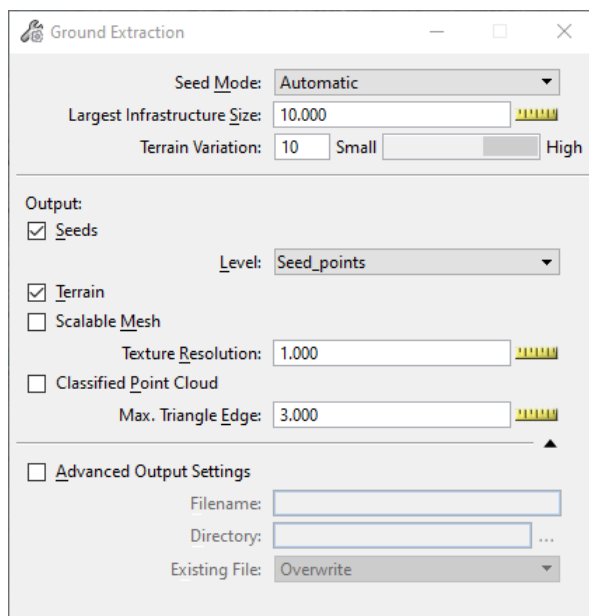 Ground Extraction
Seed Mode: Automatic
Largest Infrastructure Size: 10.000
Terrain Variation: 10 Small High
Output:
Seeds
Level: Seed_points
Terrain
Scalable Mesh
Texture Resolution: 1.000
Classified Point Cloud
Max. Triangle Edge: 3.000
Advanced Output Settings
Filename:
Directory: ...
Existing File: Overwrite